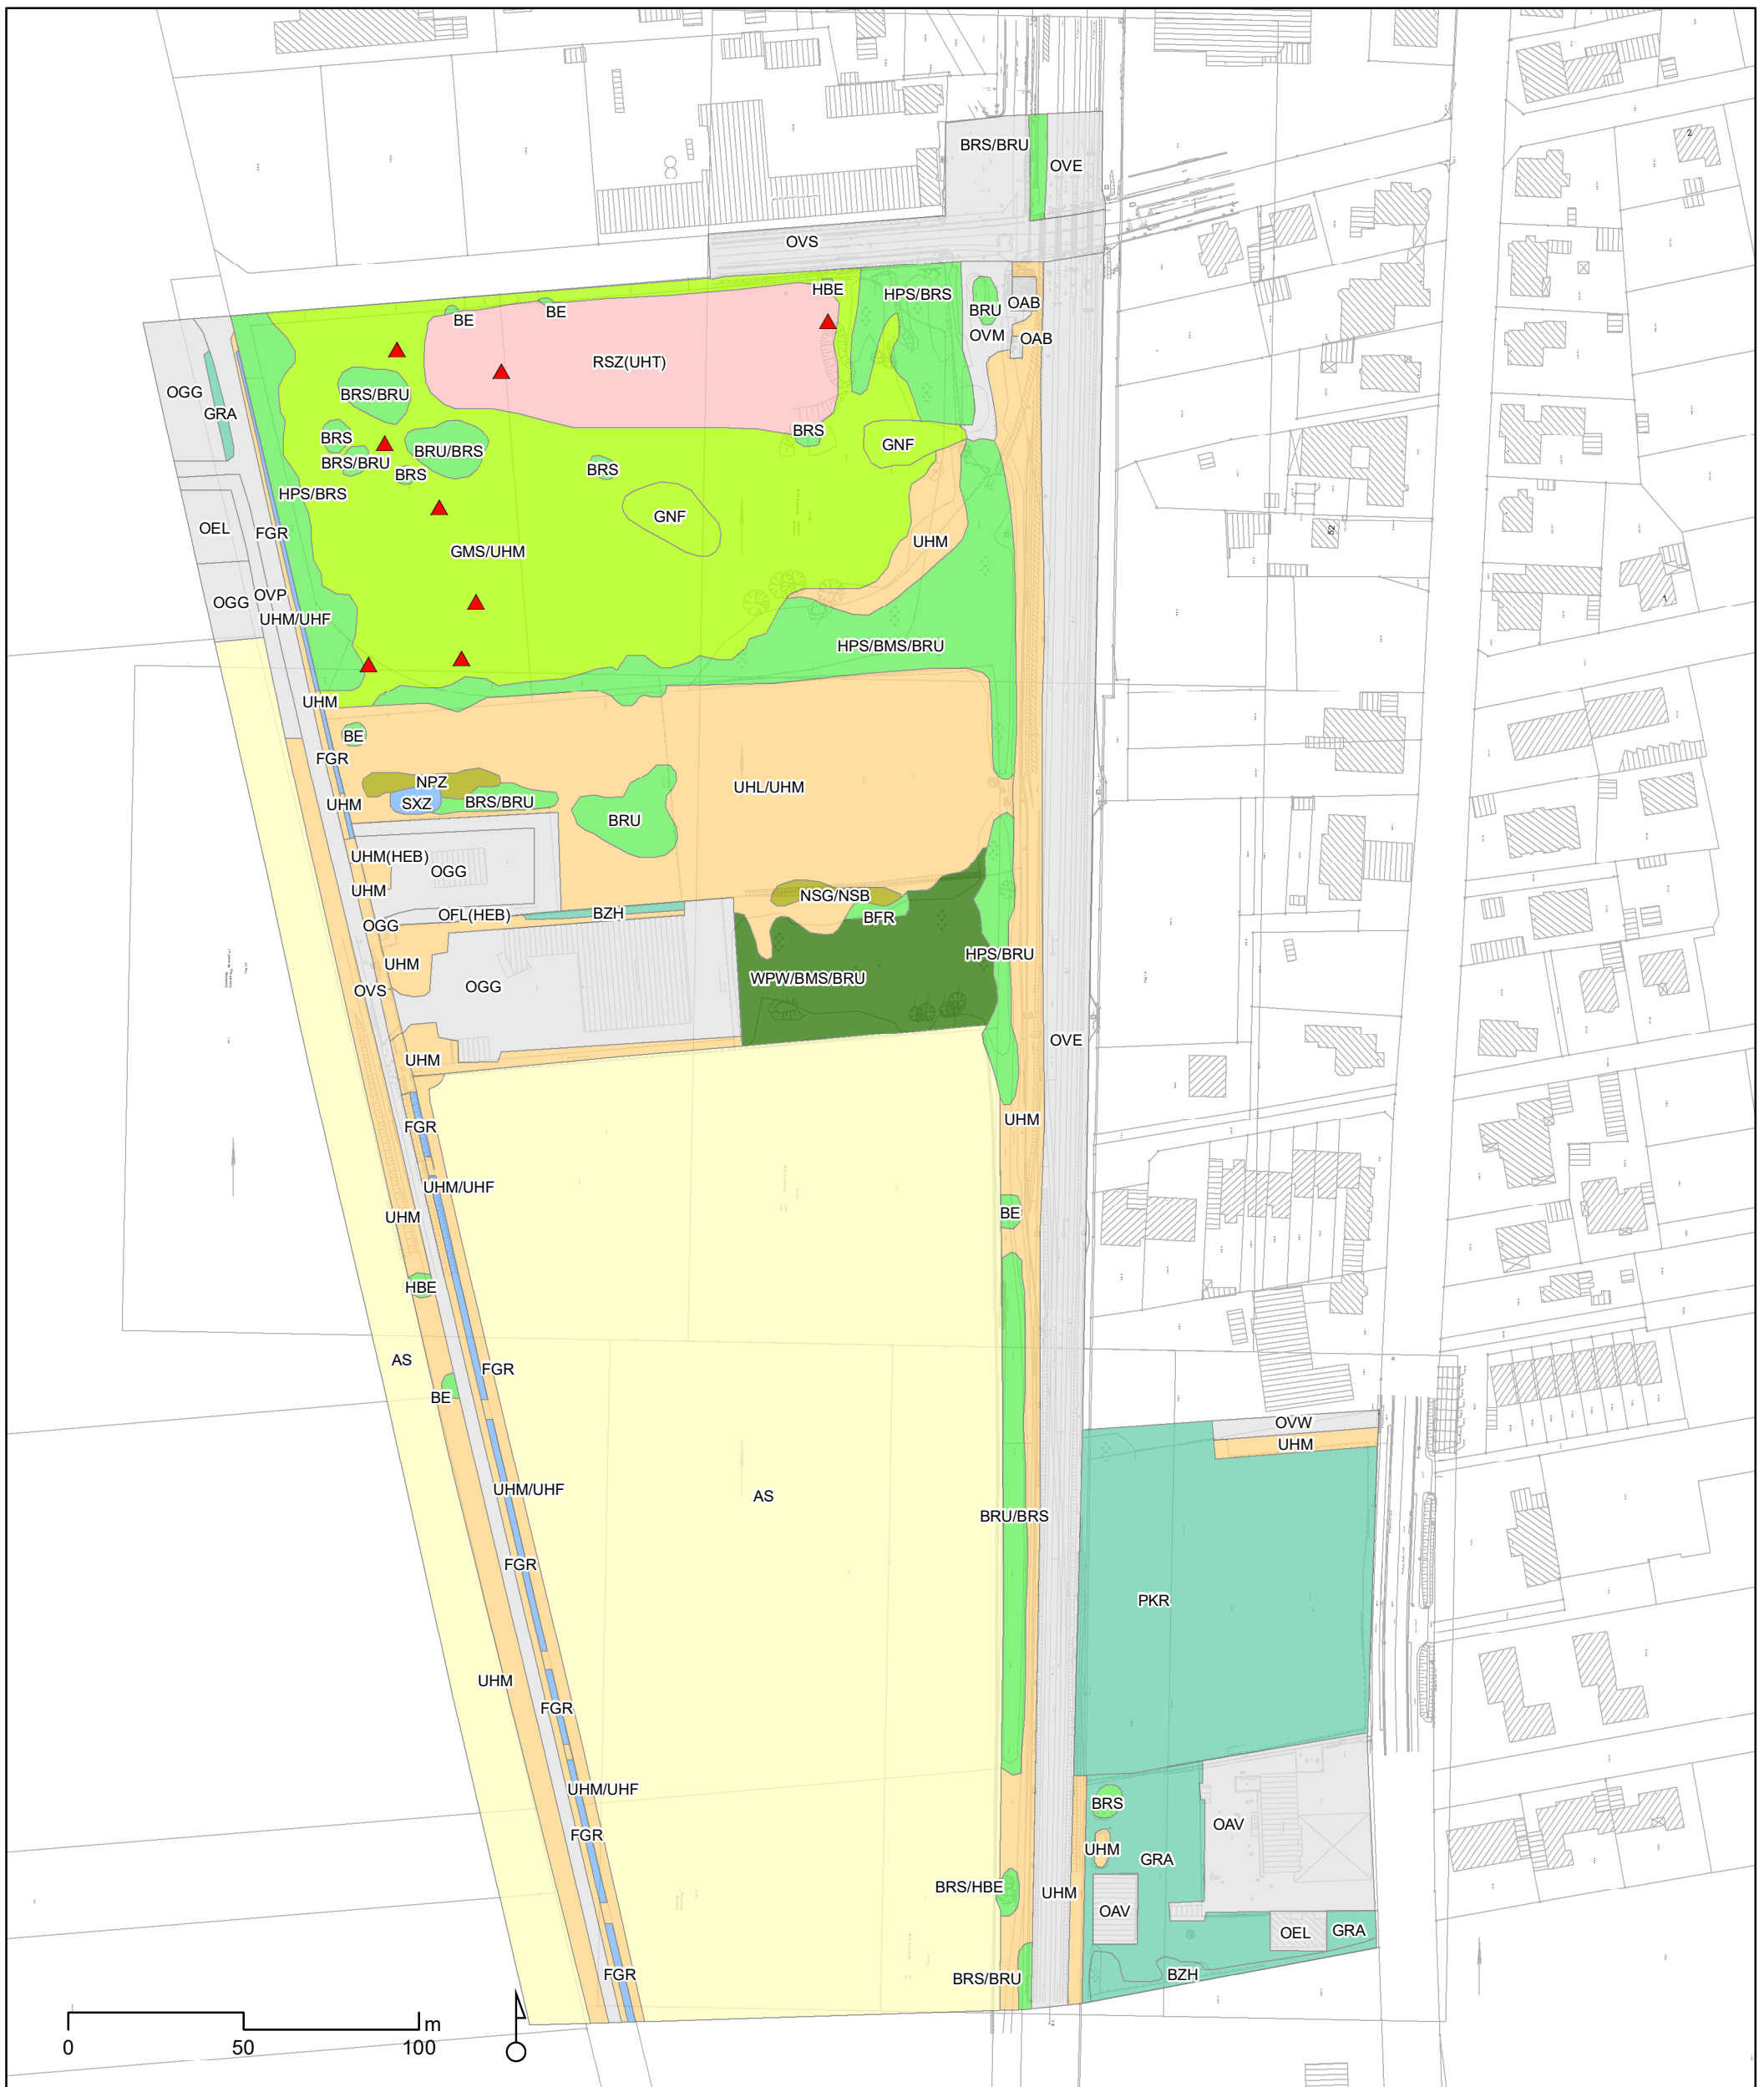 BRS/BRU
OVE
OVS
HBE
HPS/BRS
BE
BE
BRU
OAB
OVM
OAB
RSZ(UHT)
OGG
BRS/BRU
GRA
BRS
BRS
BRU/BRS
GNF
BRS/BRU
BRS
BRS
HPS/BRS
GNF
OEL
FGR
UHM
GMS/UHM
52
2
1
OGG
OVP
UHM/UHF
HPS/BMS/BRU
UHM
BE
FGR
NPZ
UHL/UHM
UHM
SXZ
BRS/BRU
BRU
UHM(HEB)
OGG
UHM
NSG/NSB
OFL(HEB)
BZH
BFR
OGG
HPS/BRU
UHM
WPW/BMS/BRU
OVS
OGG
OVE
UHM
FGR
UHM
UHM/UHF
UHM
BE
HBE
AS
FGR
BE
OVW
UHM
UHM/UHF
AS
BRU/BRS
FGR
PKR
UHM
FGR
UHM/UHF
BRS
OAV
FGR
UHM
GRA
BRS/HBE
UHM
OAV
OEL
GRA
FGR
BRS/BRU
BZH
m
0
50
100